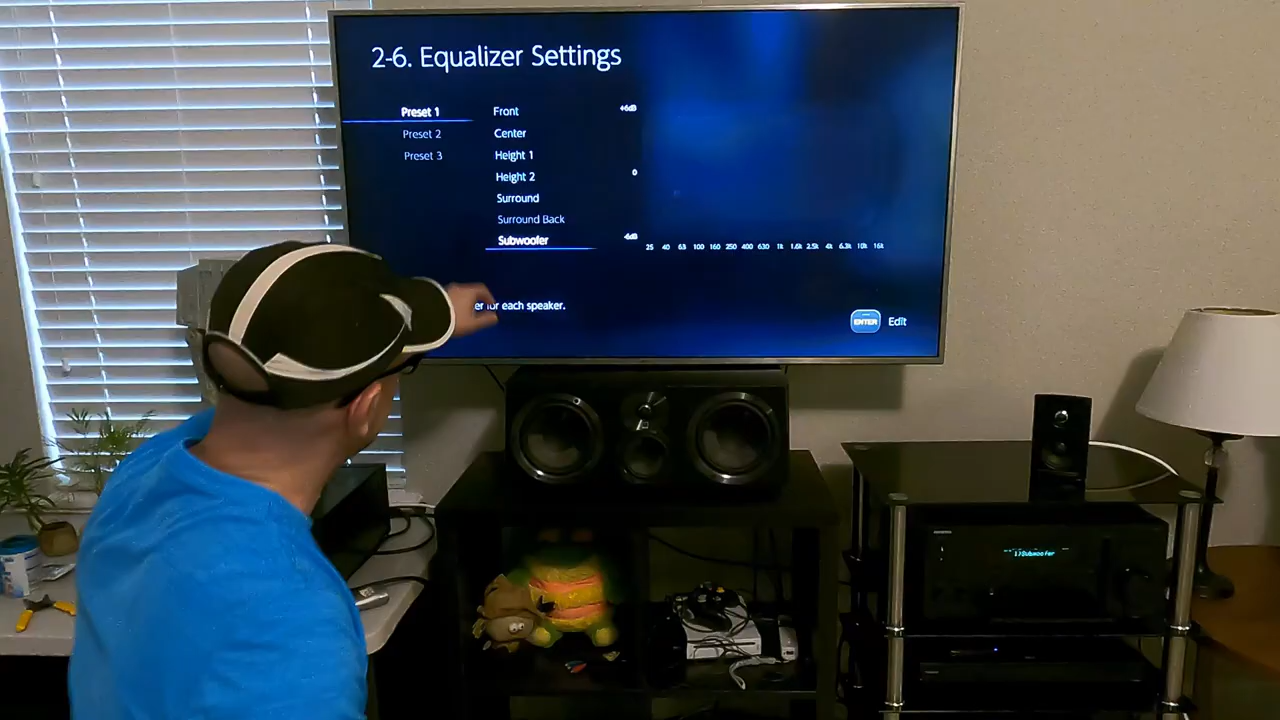 2-6. Equalizer Settings
Preset 1
Preset 2
Preset 3
Front
Center
Height 1
Height 2
Surround
Surround Back
Subwoofer
+6dB
0
-6dB
25 40 63 100 160 250 400 630 1k 1.6k 2.5k 4k 6.3k 10k 16k
er for each speaker.
ENTER Edit
1)Subwoofer